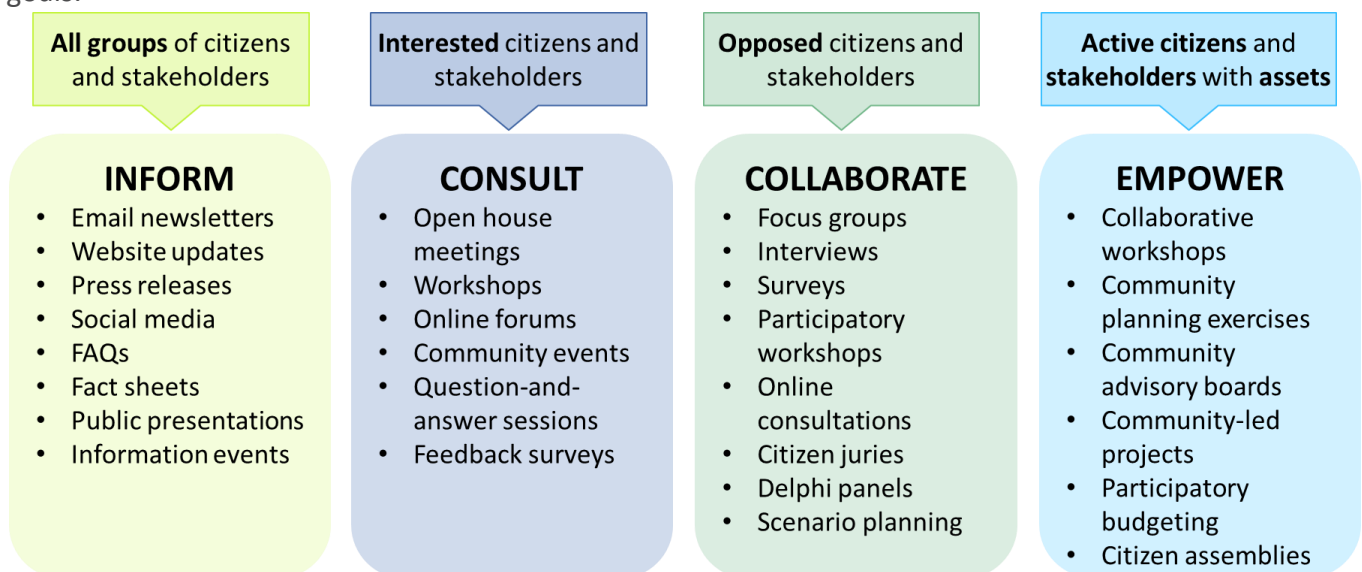 goals.
All groups of citizens
and stakeholders
INFORM
• Email newsletters
• Website updates
• Press releases
• Social media
• FAQs
• Fact sheets
• Public presentations
• Information events
Interested citizens and
stakeholders
CONSULT
• Open house
meetings
• Workshops
• Online forums
• Community events
• Question-and-
answer sessions
• Feedback surveys
Opposed citizens and
stakeholders
COLLABORATE
• Focus groups
• Interviews
• Surveys
• Participatory
workshops
• Online
consultations
• Citizen juries
• Delphi panels
• Scenario planning
Active citizens and
stakeholders with assets
EMPOWER
• Collaborative
workshops
• Community
planning exercises
• Community
advisory boards
• Community-led
projects
• Participatory
budgeting
• Citizen assemblies